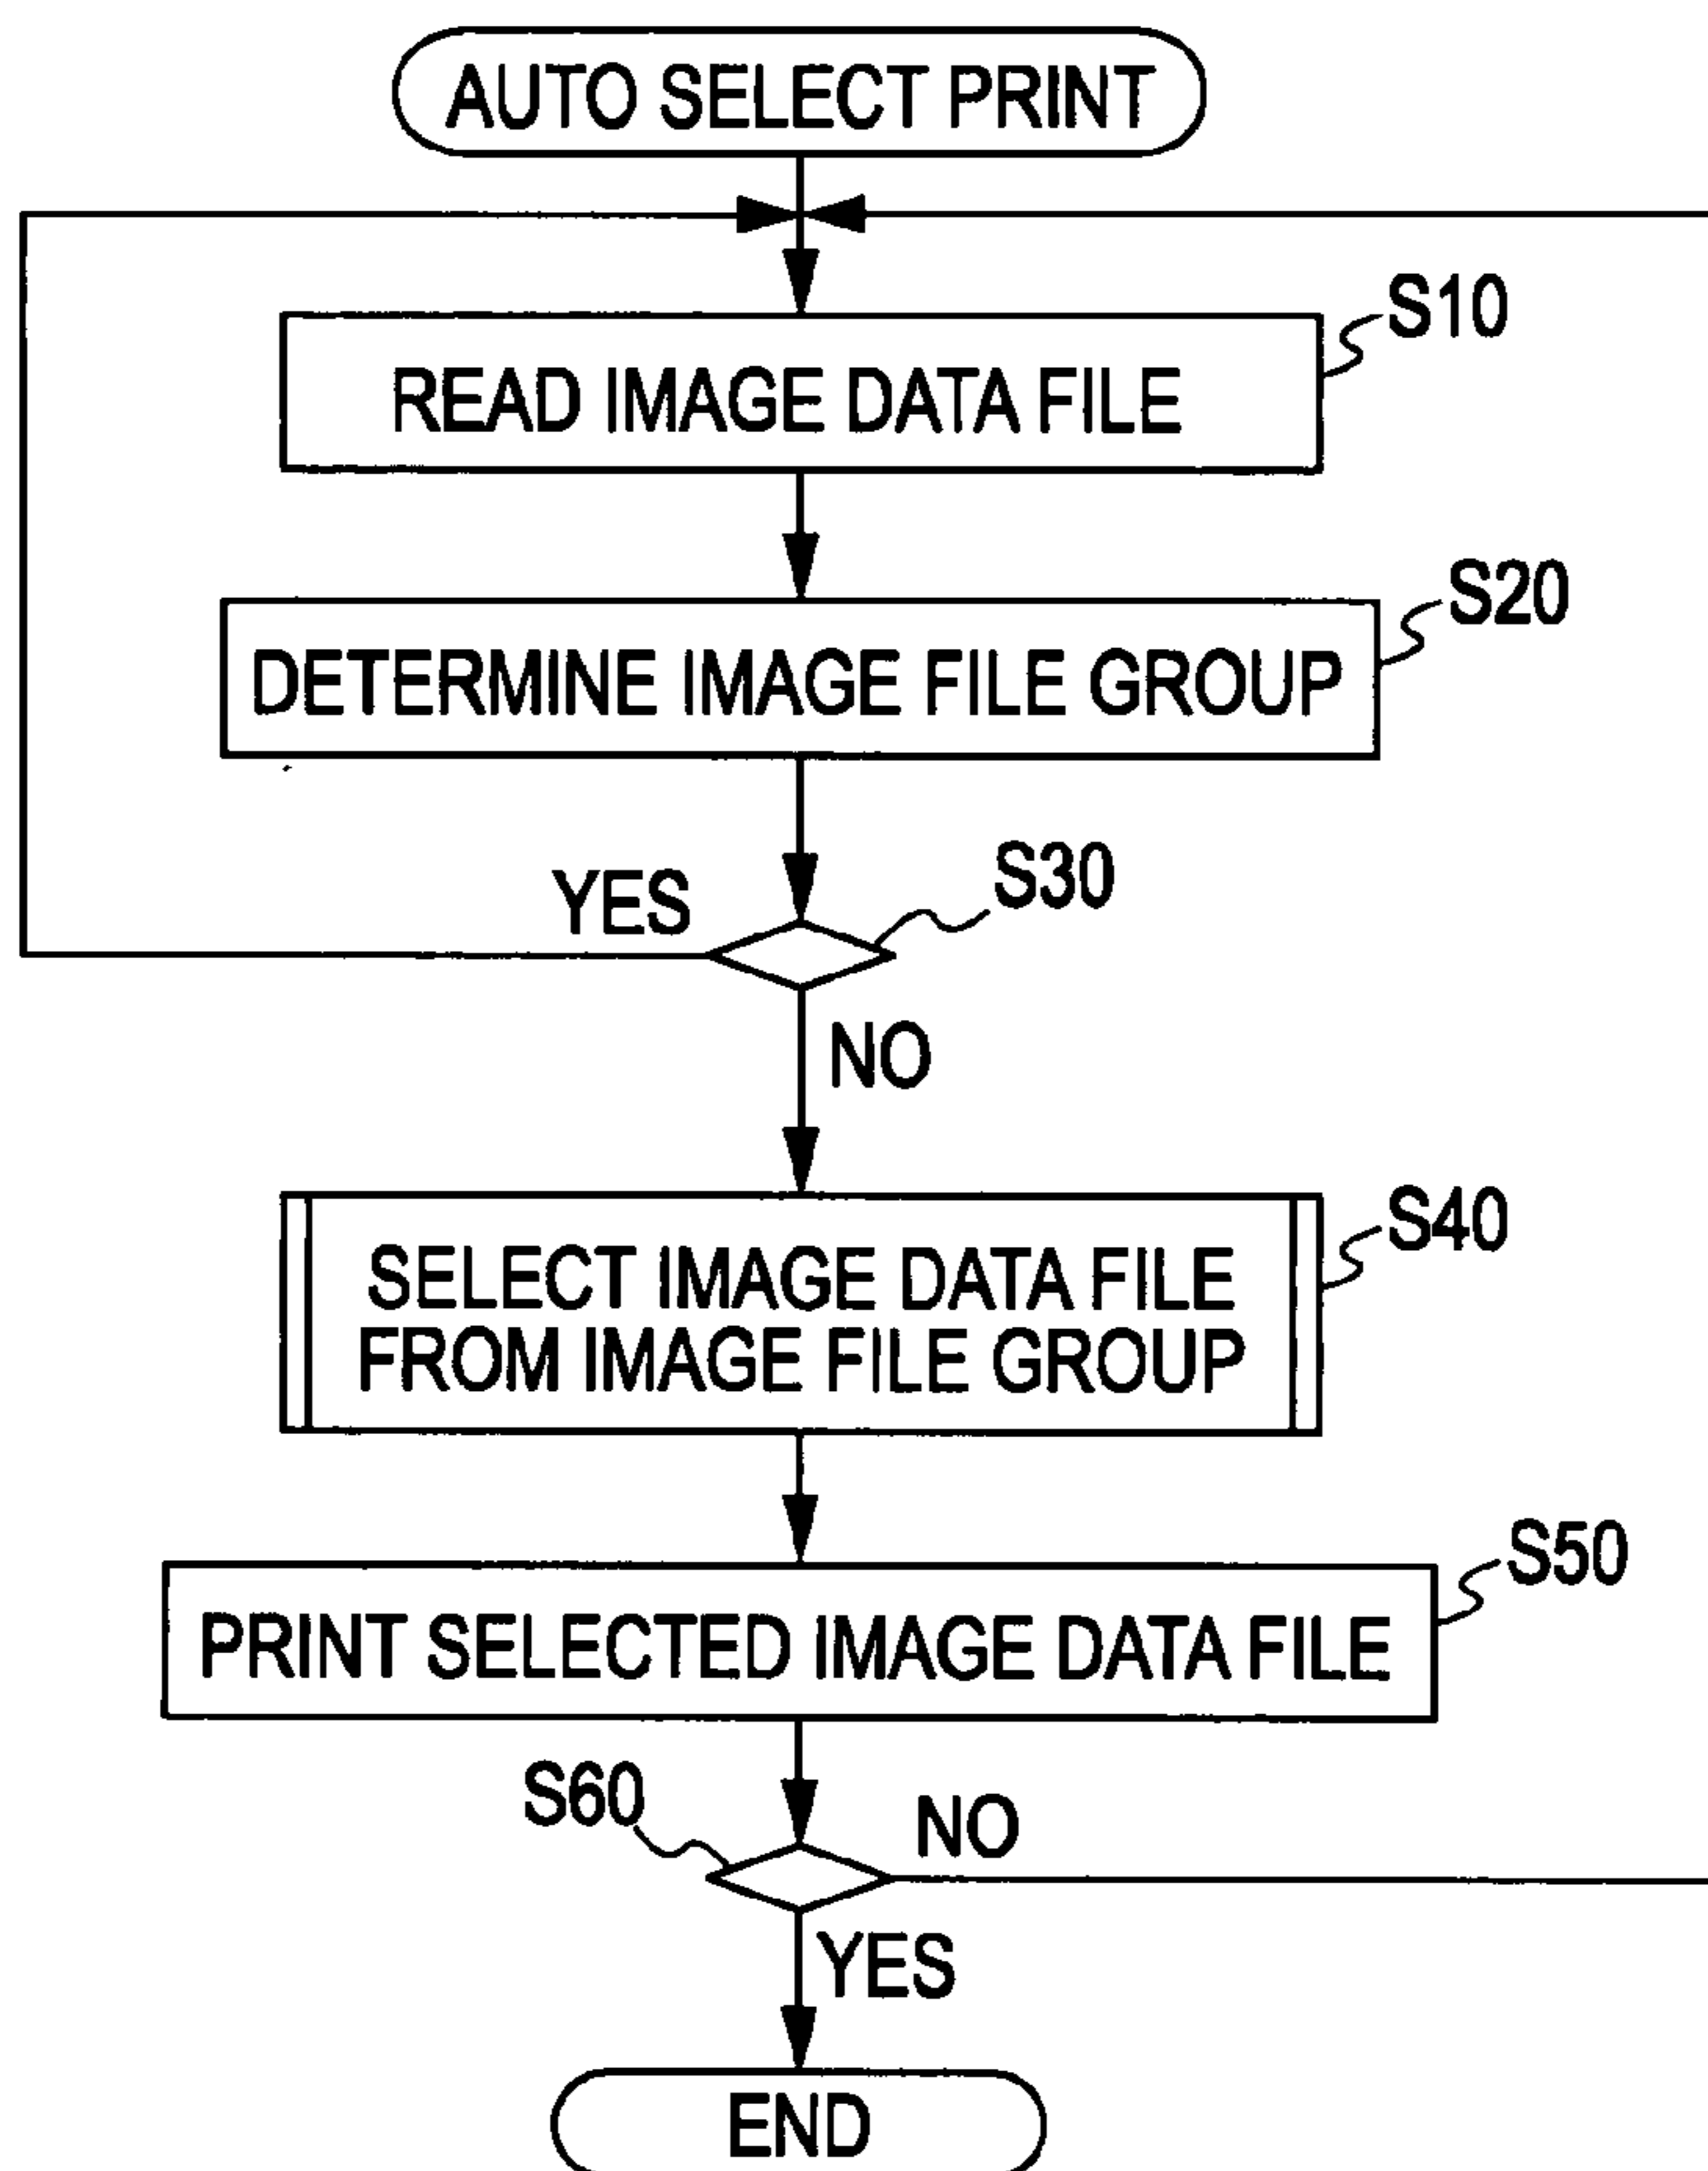 AUTO SELECT PRINT
S10
READ IMAGE DATA FILE
S20
DETERMINE IMAGE FILE GROUP
S30
YES
NO
S40
SELECT IMAGE DATA FILE
FROM IMAGE FILE GROUP
S50
PRINT SELECTED IMAGE DATA FILE
S60
NO
YES
END